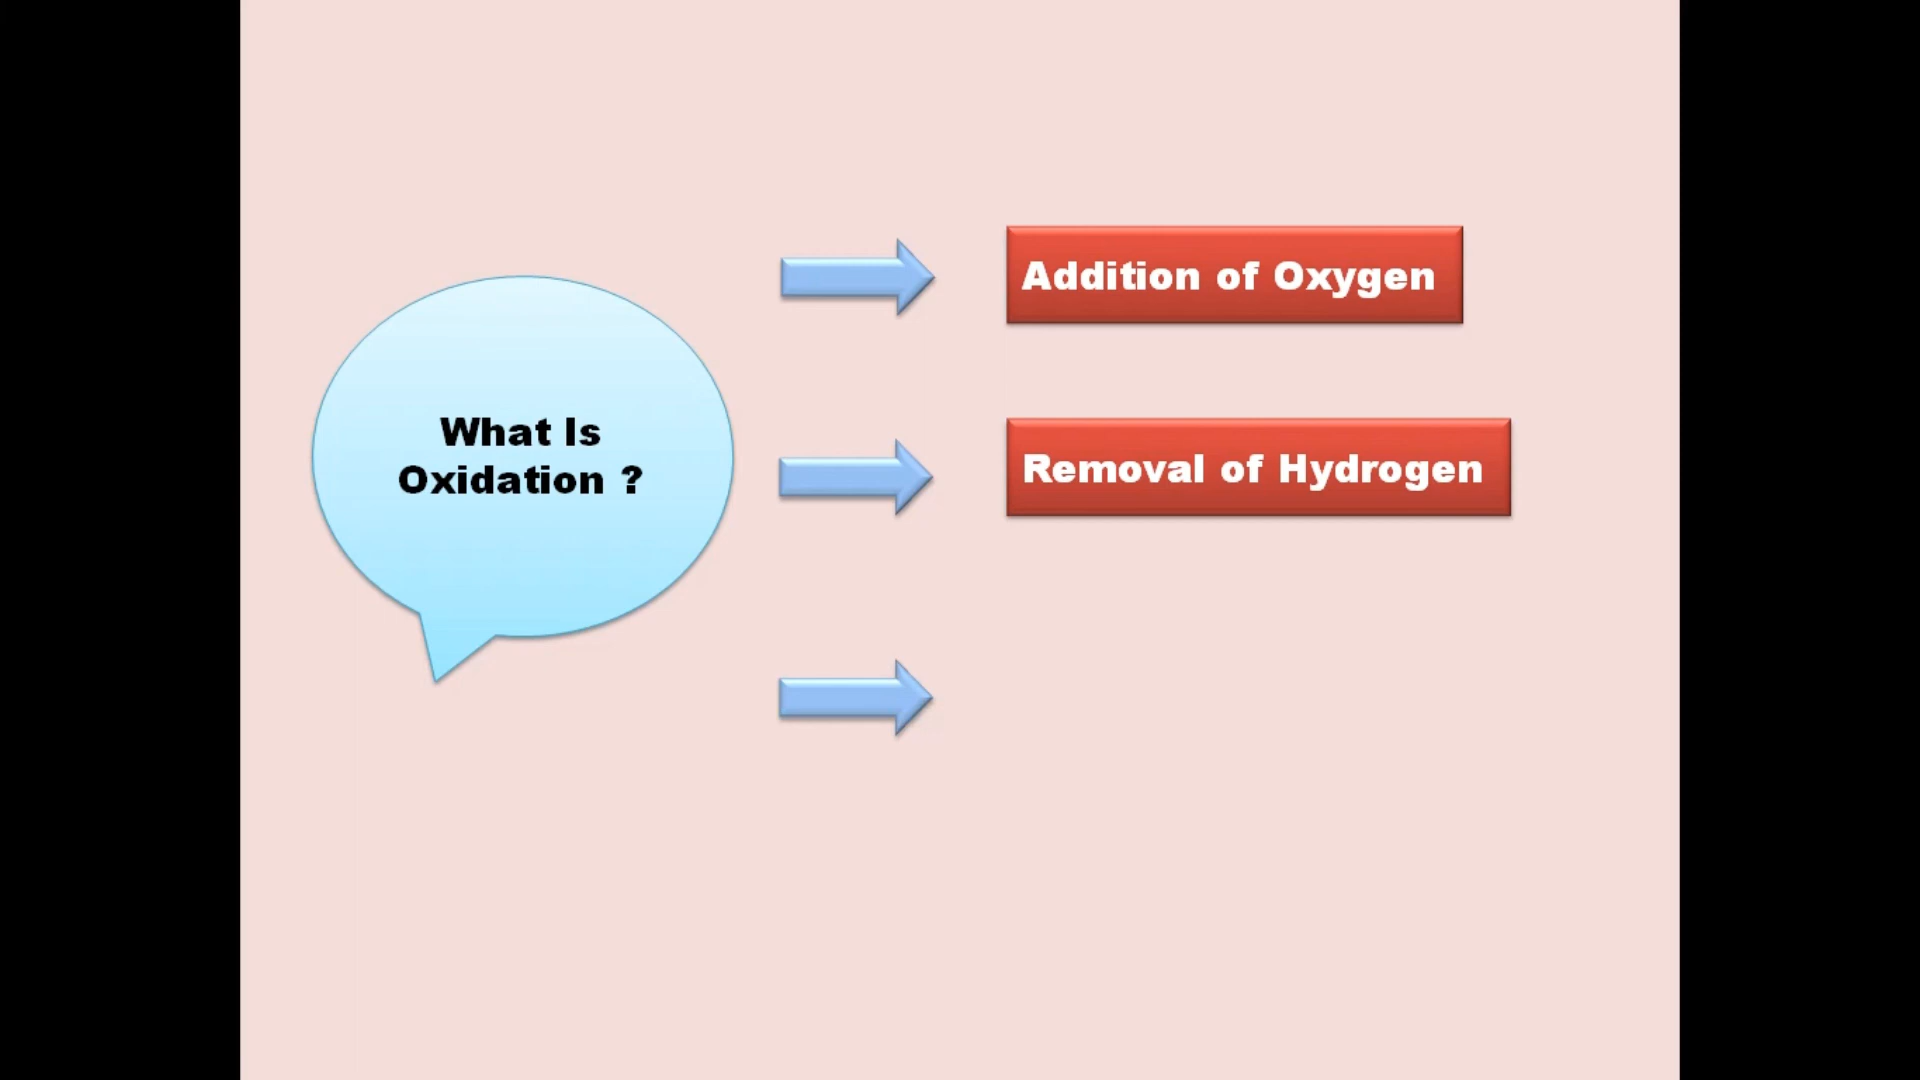 What Is
Oxidation ?
Addition of Oxygen
Removal of Hydrogen